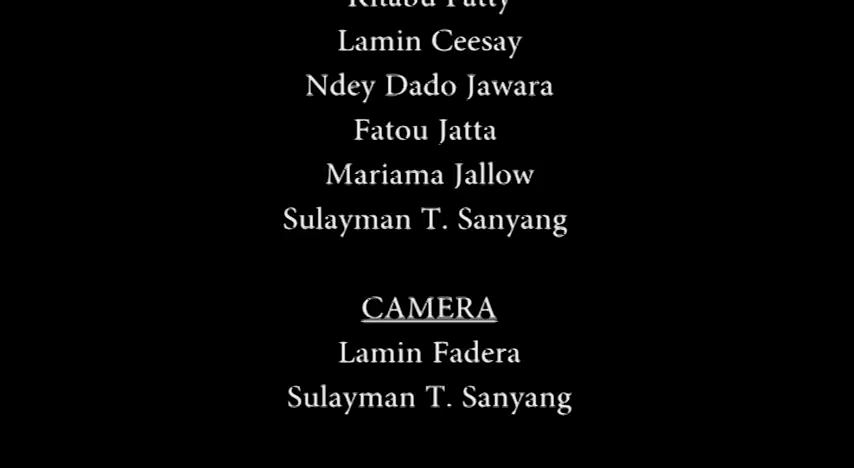 Lamin Ceesay
Ndey Dado Jawara
Fatou Jatta
Mariama Jallow
Sulayman T. Sanyang
CAMERA
Lamin Fadera
Sulayman T. Sanyang